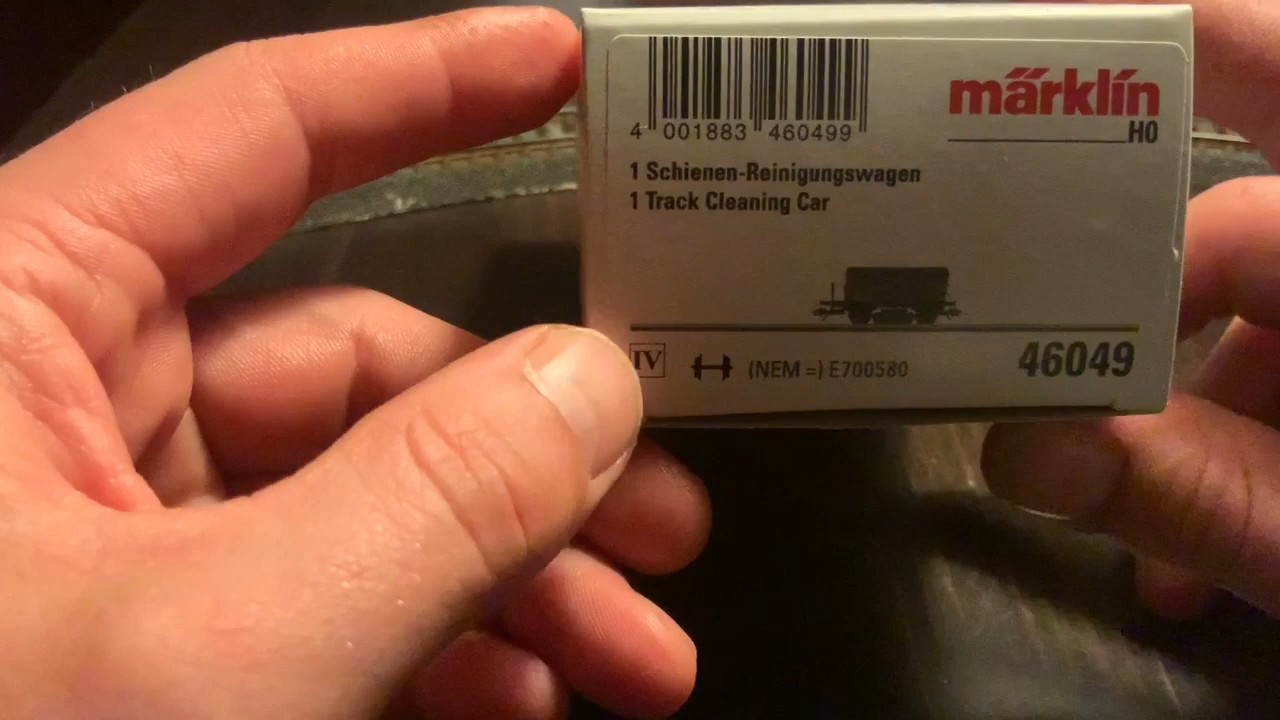 märklin
H0
4 001883 460499
1 Schienen-Reinigungswagen
1 Track Cleaning Car
IV (NEM =) E700580
46049